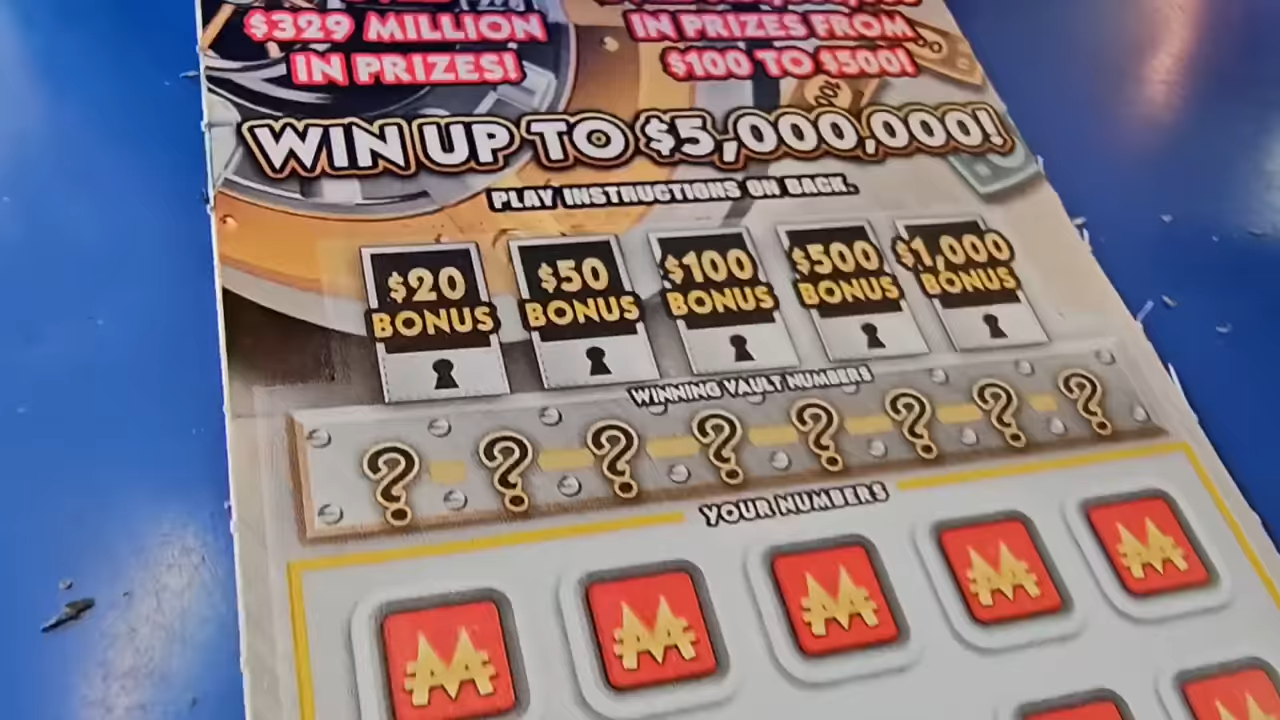 $329 MILLION
IN PRIZES!
IN PRIZES FROM
$100 TO $500!
WIN UP TO $5,000,000!
PLAY INSTRUCTIONS ON BACK.
$20
BONUS
$50
BONUS
$100
BONUS
$500
BONUS
$1,000
BONUS
WINNING VAULT NUMBERS
? ? ? ? ? ? ? ?
YOUR NUMBERS